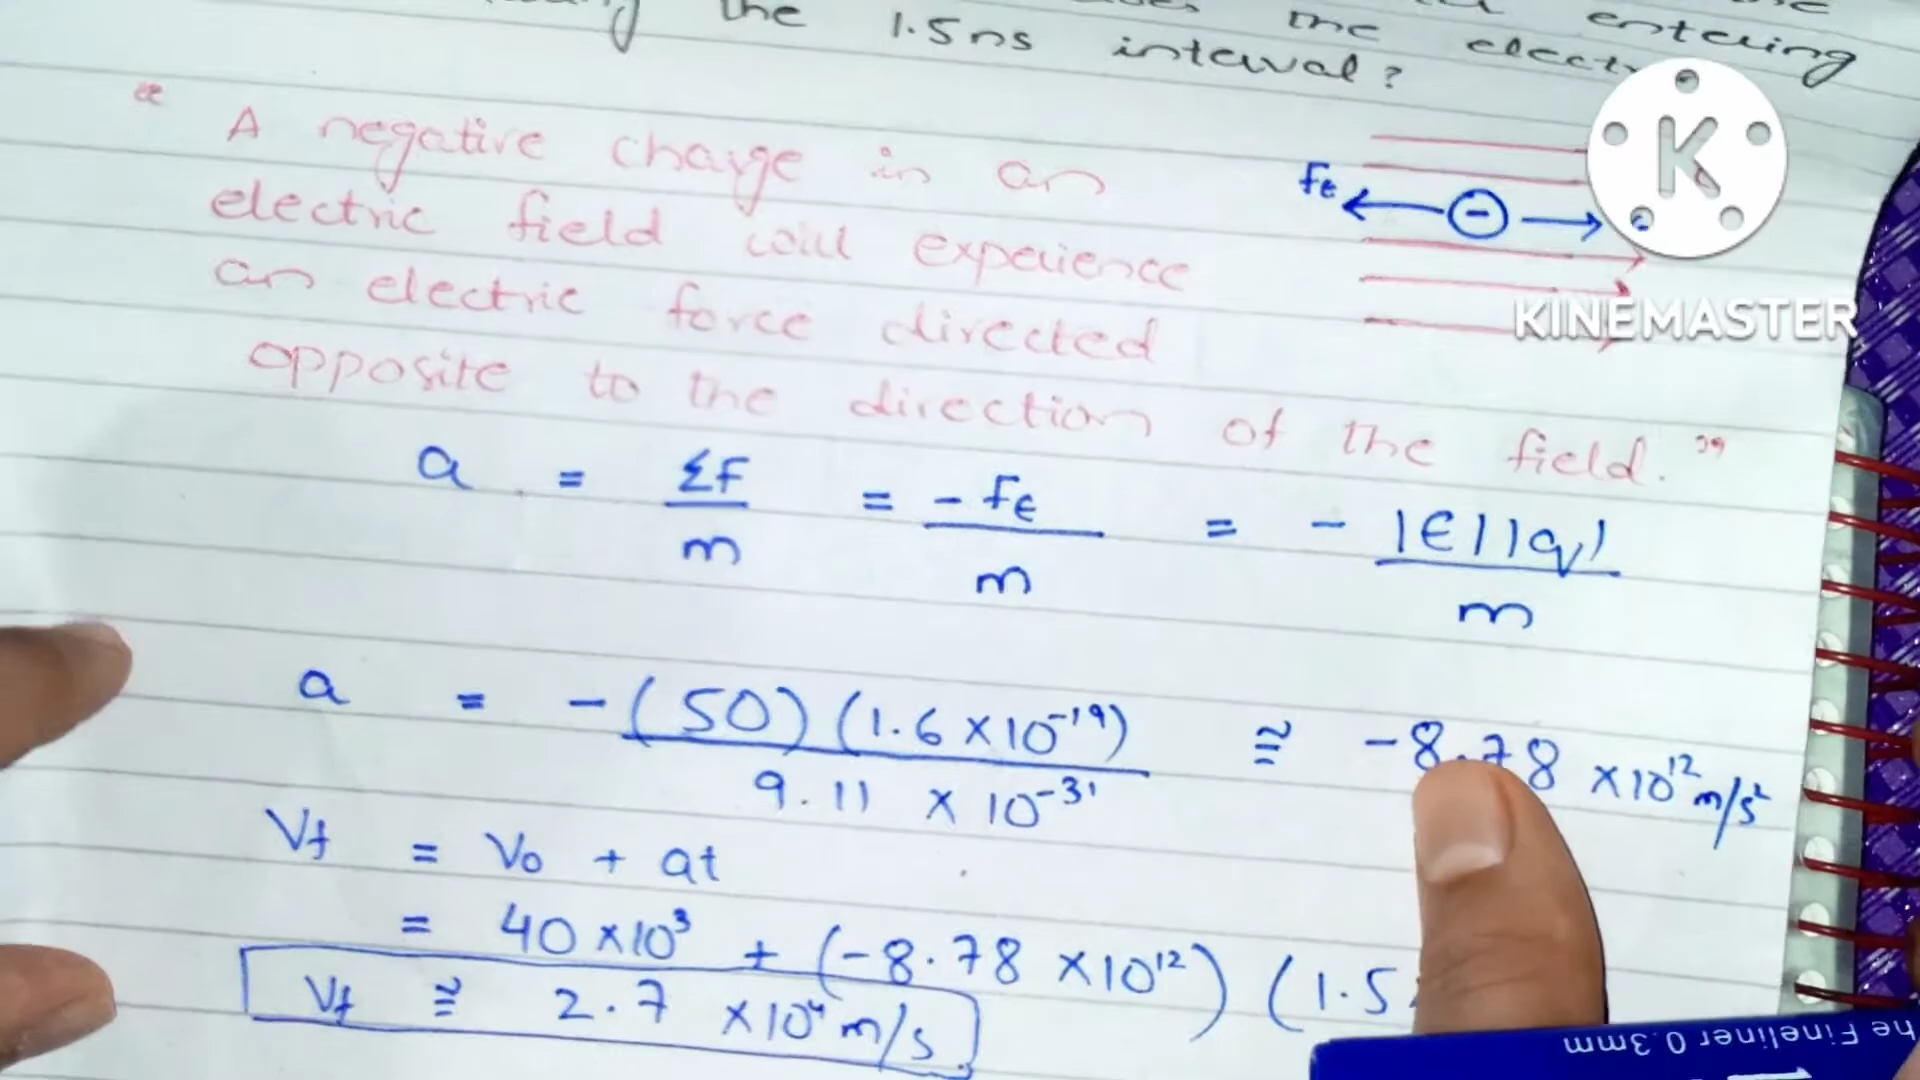 the 1.5ns interval?
the
entering
“ A negative charge in an
electric field will experience
an electric force directed
opposite to the direction of the field. ”
FE
KINEMASTER
a = ΣF/m = -FE/m = - |E||q|/m
a = -(50)(1.6×10⁻¹⁹)/9.11 × 10⁻³¹ ≅ -8.78 ×10¹² m/s²
Vf = V0 + at
= 40×10³ + (-8.78 ×10¹²) (1.5
Vf ≅ 2.7 ×10⁴ m/s
he Fineliner 0.3mm